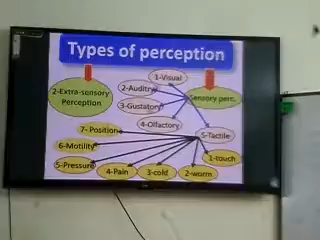 Types of perception
1-Visual
2-Extra-sensory
Perception
2-Auditry
Sensory perc.
3-Gustatory
4-Olfactory
7- Position
5-Tactile
6-Motility
1-touch
5-Pressure
4-Pain
3-cold
2-worm